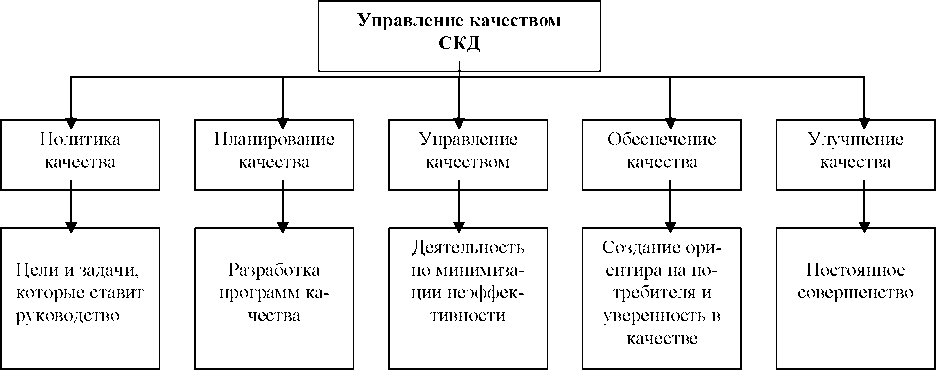 Управление качеством
СКД
Политика
качества
Планирование
качества
Управление
качеством
Обеспечение
качества
Улучшение
качества
Цели и задачи,
которые ставит
руководство
Разработка
программ ка-
чества
Деятельность
по минимиза-
ции неэффек-
тивности
Создание ори-
ентира на по-
требителя и
уверенность в
качестве
Постоянное
совершенство